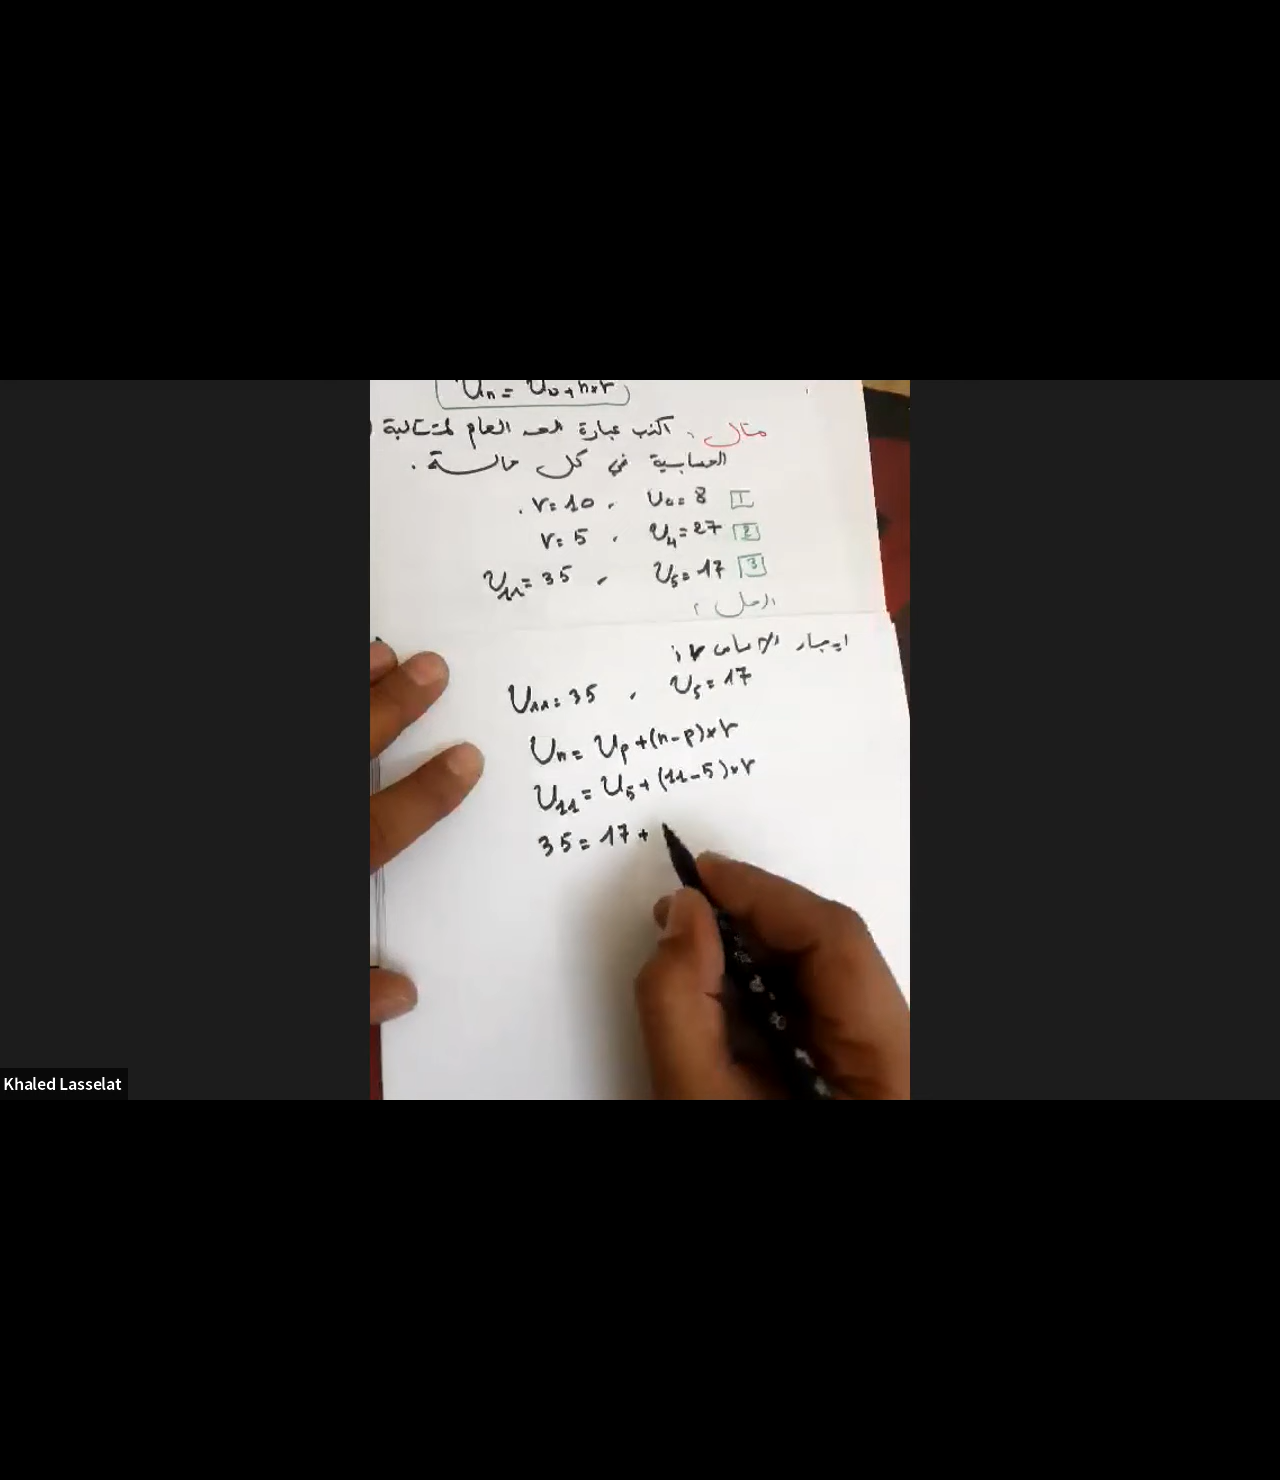 Un = U0 + n×r
مثال : اكتب عبارة الحد العام لمتتالية
الحسابية في كل حالة .
1 U0 = 8 ، r = 10 .
2 U4 = 27 ، r = 5
3 U5 = 17 ، U11 = 35
الحل :
ايجاد الأساس r :
U5 = 17 ، U11 = 35
Un = Up + (n-p)×r
U11 = U5 + (11-5)×r
35 = 17 +
Khaled Lasselat